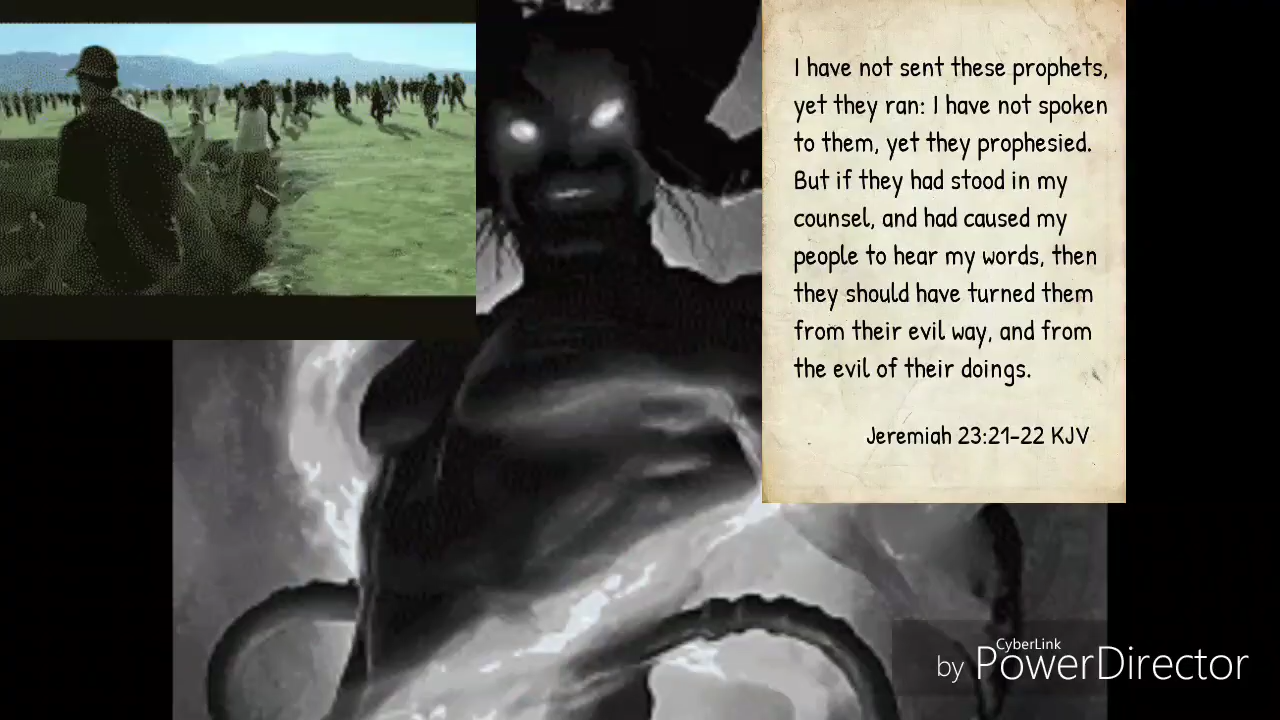 I have not sent these prophets,
yet they ran: I have not spoken
to them, yet they prophesied.
But if they had stood in my
counsel, and had caused my
people to hear my words, then
they should have turned them
from their evil way, and from
the evil of their doings.
Jeremiah 23:21-22 KJV
CyberLink
by PowerDirector